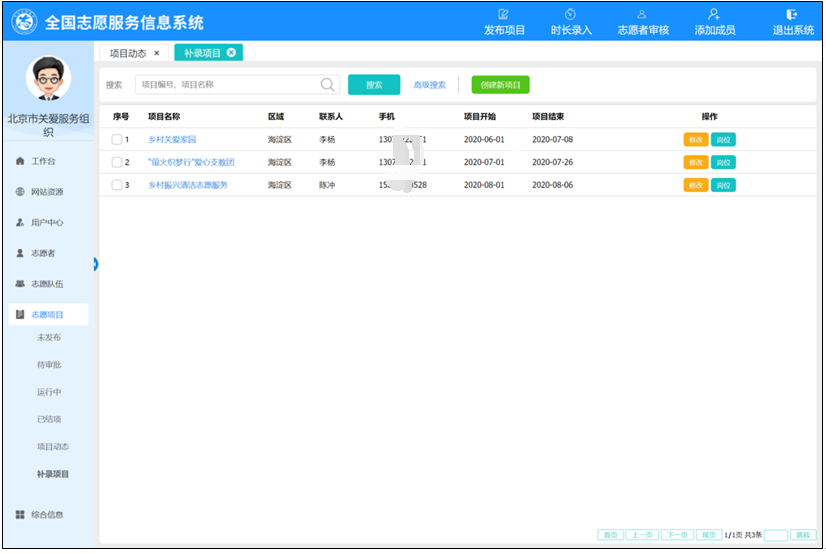 全国志愿服务信息系统
发布项目 时长录入 志愿者审核 添加成员 退出系统
项目动态 × 补录项目
北京市关爱服务组织
搜索 项目编号、项目名称 搜索 高级搜索 创建新项目
序号 项目名称 区域 联系人 手机 项目开始 项目结束 操作
1 乡村关爱家园 海淀区 李杨 2020-06-01 2020-07-08 修改 岗位
2 "萤火织梦行"爱心支教团 海淀区 李杨 2020-07-01 2020-07-26 修改 岗位
3 乡村振兴清洁志愿服务 海淀区 陈冲 2020-08-01 2020-08-06 修改 岗位
工作台
网站资源
用户中心
志愿者
志愿队伍
志愿项目
未发布
待审批
运行中
已结项
项目动态
补录项目
综合信息
首页 上一页 下一页 尾页 1/1页 共3条 跳转